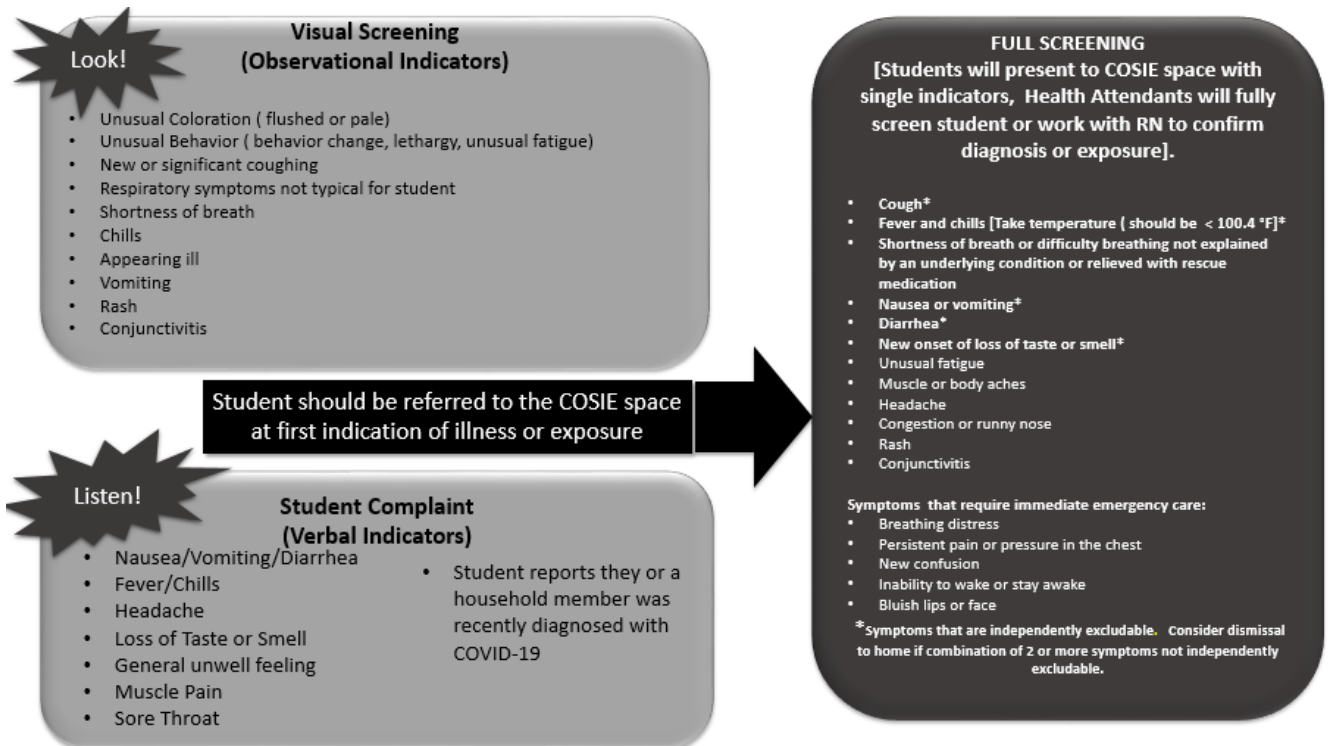 Look!
Visual Screening
(Observational Indicators)
• Unusual Coloration ( flushed or pale)
• Unusual Behavior ( behavior change, lethargy, unusual fatigue)
• New or significant coughing
• Respiratory symptoms not typical for student
• Shortness of breath
• Chills
• Appearing ill
• Vomiting
• Rash
• Conjunctivitis
Student should be referred to the COSIE space
at first indication of illness or exposure
Listen!
Student Complaint
(Verbal Indicators)
• Nausea/Vomiting/Diarrhea
• Fever/Chills
• Headache
• Loss of Taste or Smell
• General unwell feeling
• Muscle Pain
• Sore Throat
• Student reports they or a
household member was
recently diagnosed with
COVID-19
FULL SCREENING
[Students will present to COSIE space with
single indicators, Health Attendants will fully
screen student or work with RN to confirm
diagnosis or exposure].
• Cough*
• Fever and chills [Take temperature ( should be < 100.4 °F]*
• Shortness of breath or difficulty breathing not explained
by an underlying condition or relieved with rescue
medication
• Nausea or vomiting*
• Diarrhea*
• New onset of loss of taste or smell*
• Unusual fatigue
• Muscle or body aches
• Headache
• Congestion or runny nose
• Rash
• Conjunctivitis
Symptoms that require immediate emergency care:
• Breathing distress
• Persistent pain or pressure in the chest
• New confusion
• Inability to wake or stay awake
• Bluish lips or face
*Symptoms that are independently excludable. Consider dismissal
to home if combination of 2 or more symptoms not independently
excludable.